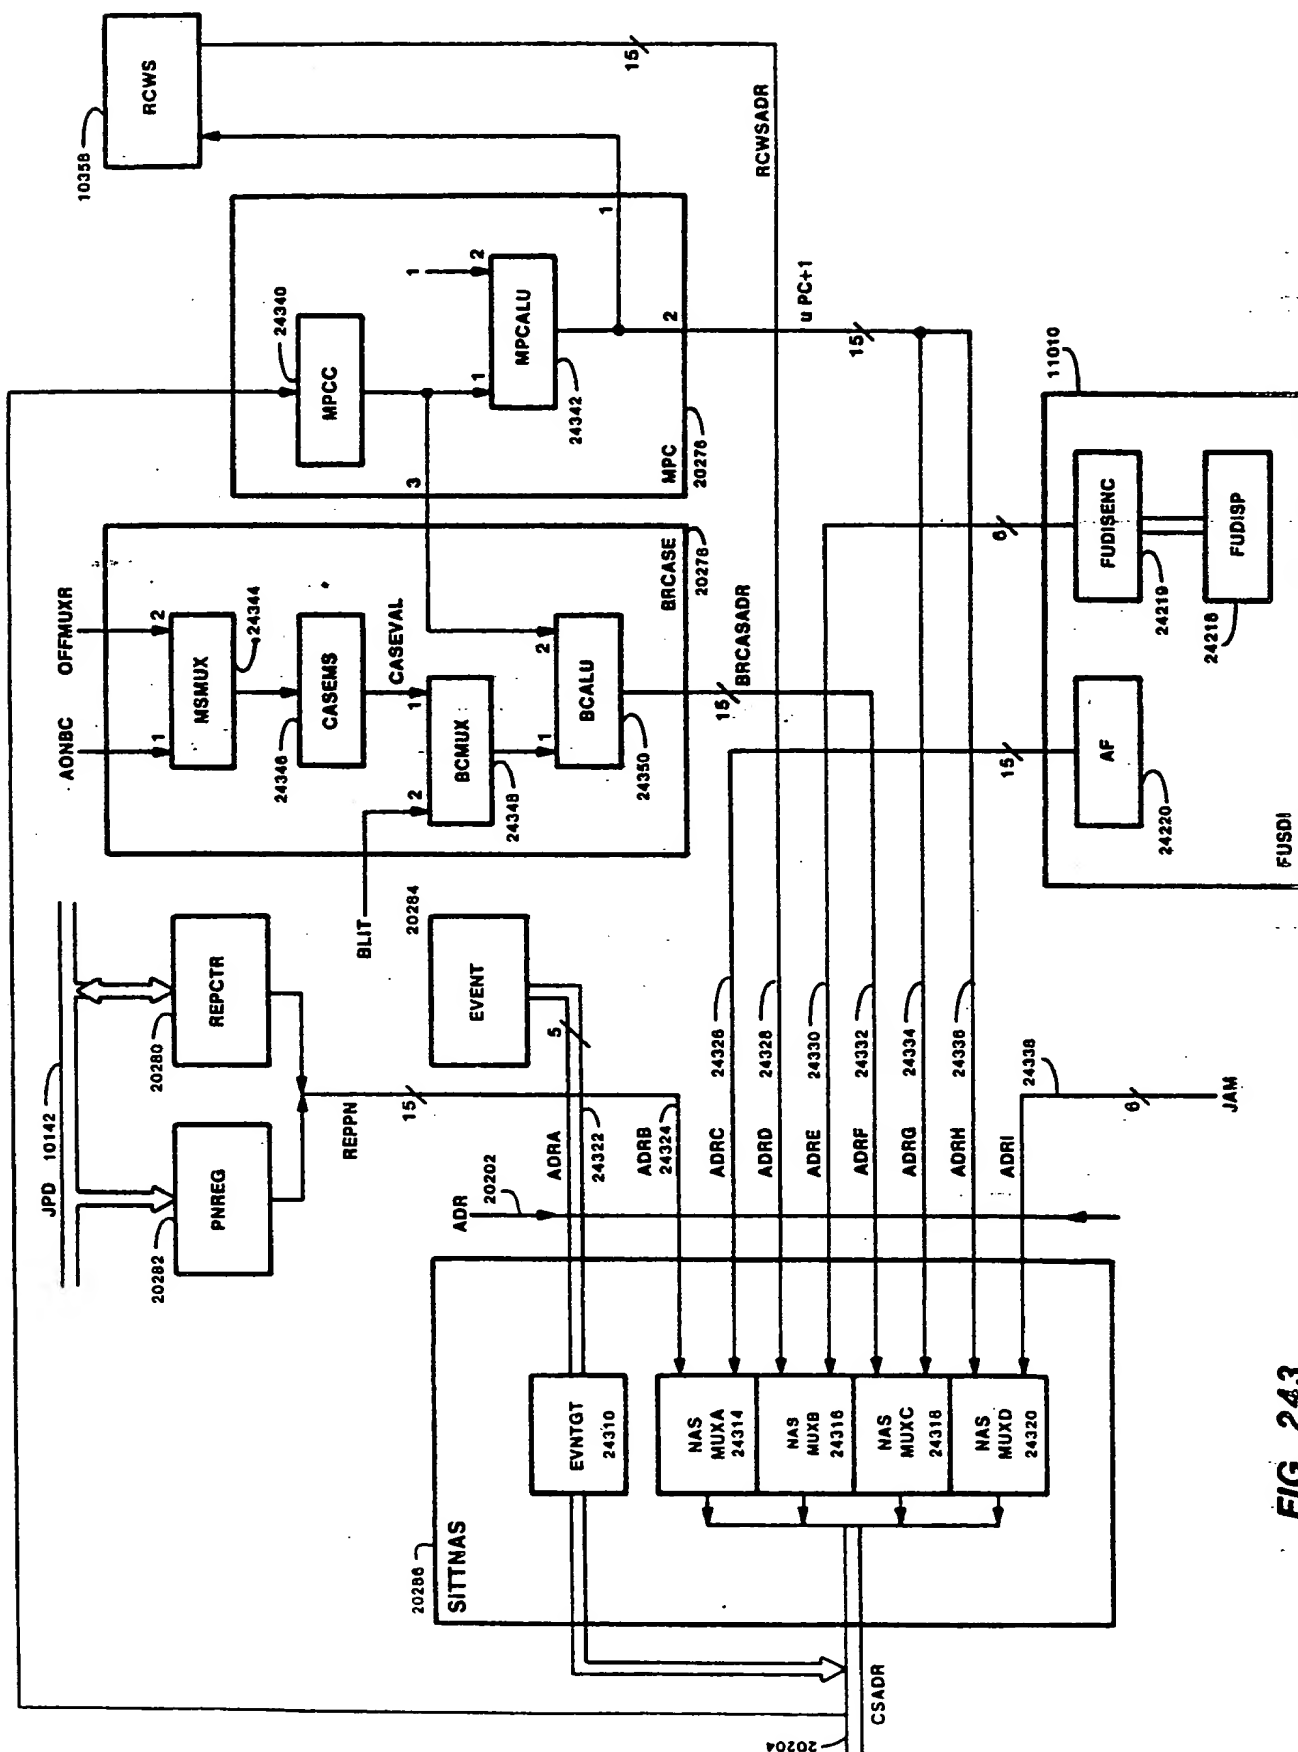 RCWS
10358
15
RCWSADR
1
24340
MPCC
1
2
MPCALU
1
24342
2
u PC+1
15
MPC
20276
3
OFFMUXR
AONBC
2
24344
MSMUX
1
CASEMS
24346
CASEVAL
1
BCMUX
2
24348
2
BCALU
1
24350
BRCASE
20278
BLIT
15
BRCASADR
6
15
11010
FUDISENC
24219
FUDISP
24218
AF
24220
FUSDI
JPD 10142
REPCTR
20280
PNREG
20282
REPPN
15
20284
EVENT
5
ADRA
24322
ADRB
24324
ADRC
24326
ADRD
24328
ADRE
24330
ADRF
24332
ADRG
24334
ADRH
24336
ADRI
24338
6
JAM
ADR
20202
EVNTGT
24310
NAS
MUXA
24314
NAS
MUXB
24316
NAS
MUXC
24318
NAS
MUXD
24320
20286
SITTNAS
CSADR
20204
FIG 243